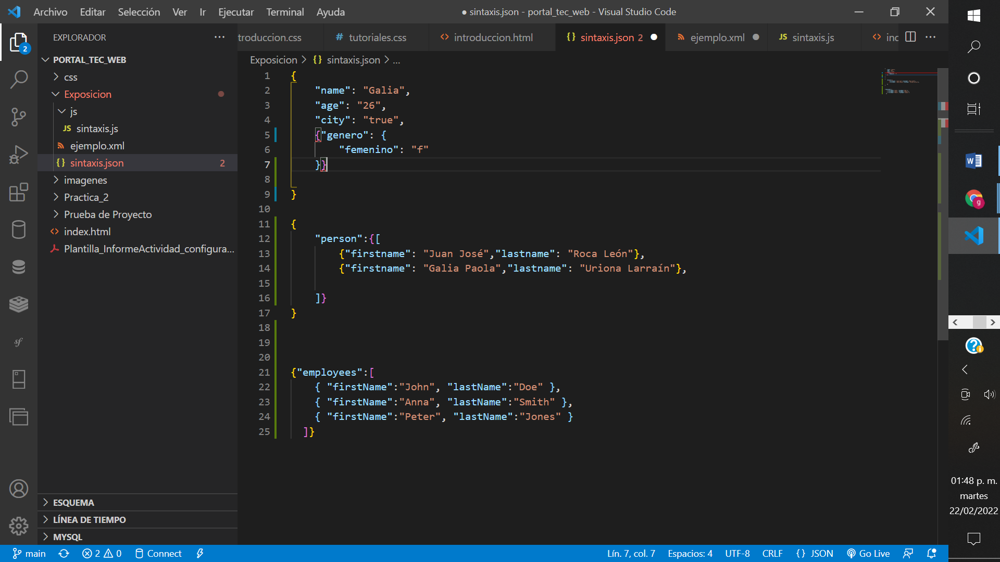 Archivo Editar Selección Ver Ir Ejecutar Terminal Ayuda
● sintaxis.json - portal_tec_web - Visual Studio Code
EXPLORADOR
PORTAL_TEC_WEB
css
Exposicion
js
JS sintaxis.js
ejemplo.xml
{} sintaxis.json 2
imagenes
Practica_2
Prueba de Proyecto
<> index.html
Plantilla_InformeActividad_configura...
ESQUEMA
LÍNEA DE TIEMPO
MYSQL
2
troduccion.css # tutoriales.css <> introduccion.html {} sintaxis.json 2 ● ejemplo.xml ● JS sintaxis.js <> inc
Exposicion > {} sintaxis.json > ...
1 {
2 "name": "Galia",
3 "age": "26",
4 "city": "true",
5 {"genero": {
6 "femenino": "f"
7 }}
8
9 }
10
11 {
12 "person":{[
13 {"firstname": "Juan José","lastname": "Roca León"},
14 {"firstname": "Galia Paola","lastname": "Uriona Larraín"},
15
16 ]}
17 }
18
19
20
21 {"employees":[
22 { "firstName":"John", "lastName":"Doe" },
23 { "firstName":"Anna", "lastName":"Smith" },
24 { "firstName":"Peter", "lastName":"Jones" }
25 ]}
main 2 0 Connect
Lín. 7, col. 7 Espacios: 4 UTF-8 CRLF {} JSON Go Live
01:48 p. m.
martes
22/02/2022